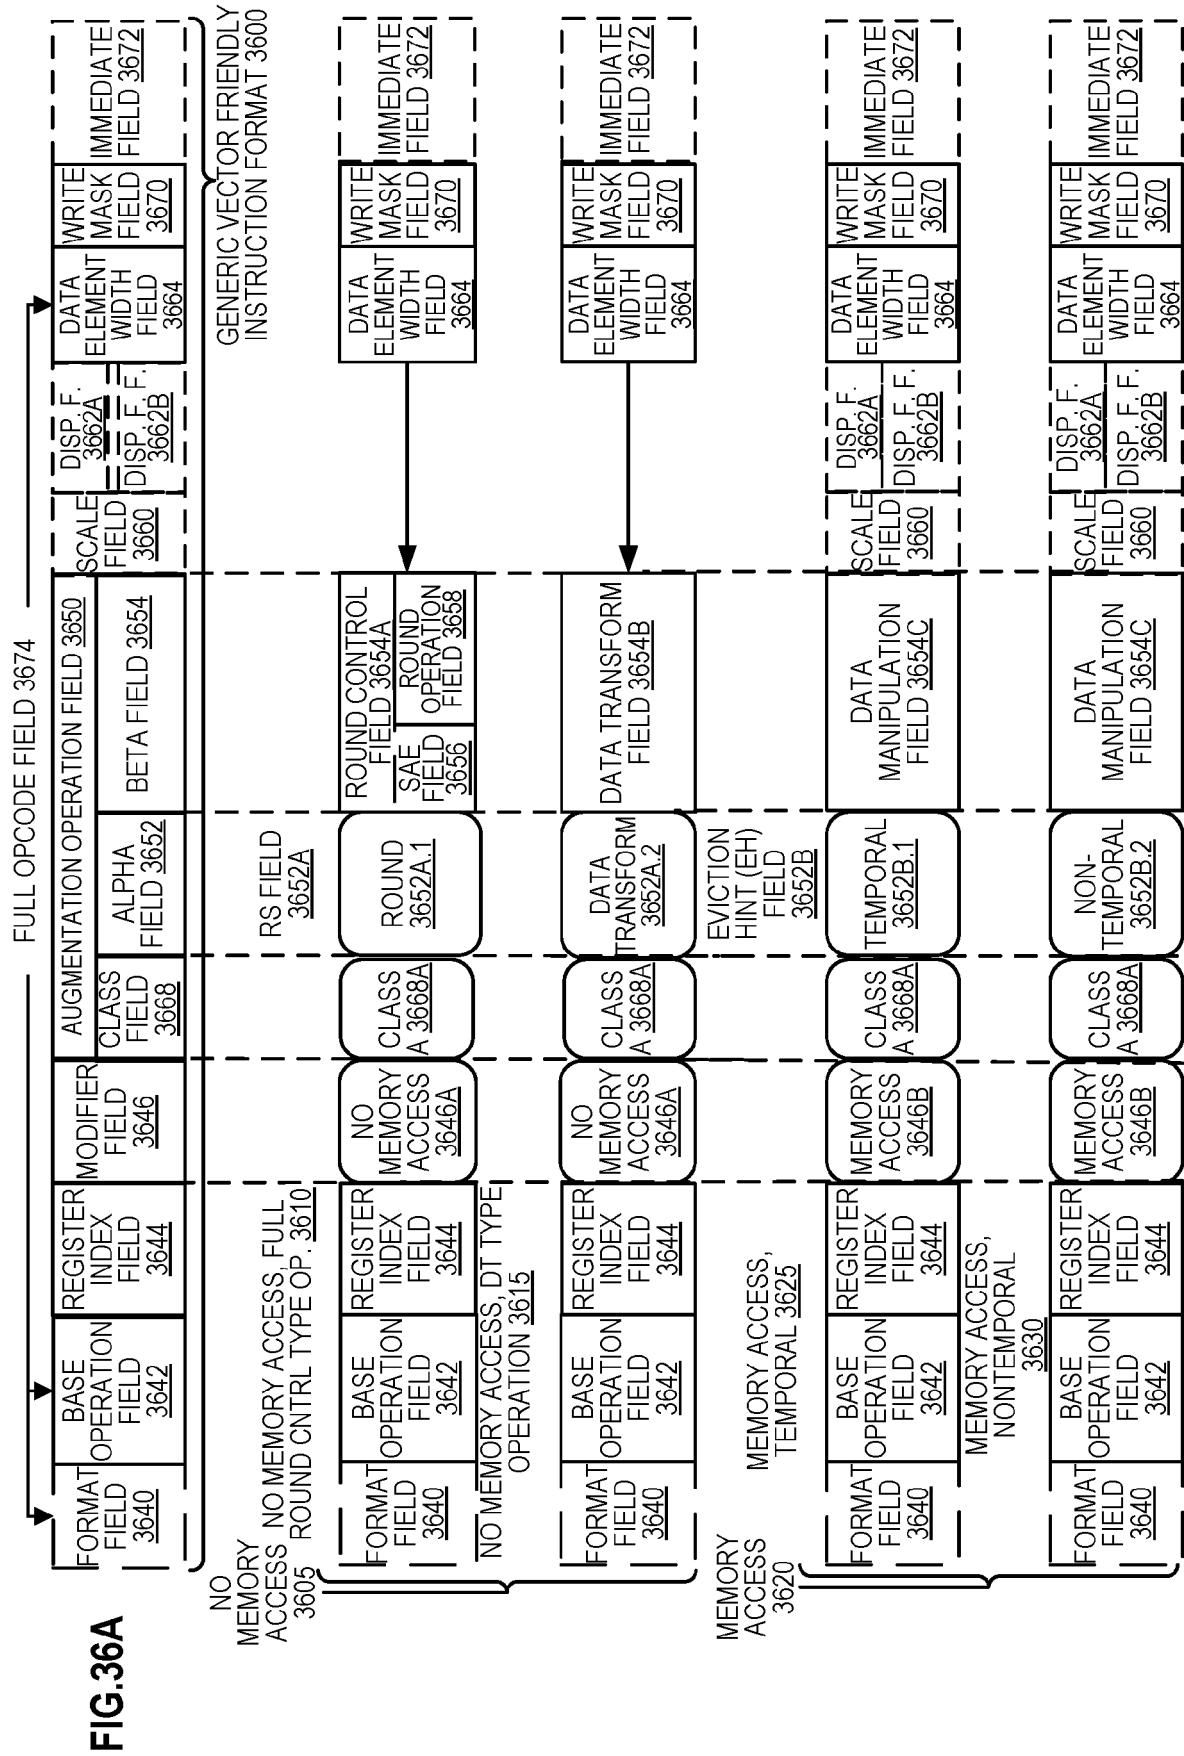 FIG.36A
FULL OPCODE FIELD 3674
FORMAT
FIELD
3640
BASE
OPERATION
FIELD
3642
REGISTER
INDEX
FIELD
3644
MODIFIER
FIELD
3646
AUGMENTATION OPERATION FIELD 3650
CLASS
FIELD
3668
ALPHA
FIELD 3652
BETA FIELD 3654
SCALE
FIELD
3660
DISP. F.
3662A
DISP. F. F.
3662B
DATA
ELEMENT
WIDTH
FIELD
3664
WRITE
MASK
FIELD
3670
IMMEDIATE
FIELD 3672
GENERIC VECTOR FRIENDLY
INSTRUCTION FORMAT 3600
NO
MEMORY
ACCESS
3605
NO MEMORY ACCESS, FULL
ROUND CNTRL TYPE OP. 3610
RS FIELD
3652A
FORMAT
FIELD
3640
BASE
OPERATION
FIELD
3642
REGISTER
INDEX
FIELD
3644
NO
MEMORY
ACCESS
3646A
CLASS
A 3668A
ROUND
3652A.1
ROUND CONTROL
FIELD 3654A
SAE
FIELD
3656
ROUND
OPERATION
FIELD 3658
DATA
ELEMENT
WIDTH
FIELD
3664
WRITE
MASK
FIELD
3670
IMMEDIATE
FIELD 3672
NO MEMORY ACCESS, DT TYPE
OPERATION 3615
FORMAT
FIELD
3640
BASE
OPERATION
FIELD
3642
REGISTER
INDEX
FIELD
3644
NO
MEMORY
ACCESS
3646A
CLASS
A 3668A
DATA
TRANSFORM
3652A.2
DATA TRANSFORM
FIELD 3654B
DATA
ELEMENT
WIDTH
FIELD
3664
WRITE
MASK
FIELD
3670
IMMEDIATE
FIELD 3672
MEMORY
ACCESS
3620
MEMORY ACCESS,
TEMPORAL 3625
EVICTION
HINT (EH)
FIELD
3652B
FORMAT
FIELD
3640
BASE
OPERATION
FIELD
3642
REGISTER
INDEX
FIELD
3644
MEMORY
ACCESS
3646B
CLASS
A 3668A
TEMPORAL
3652B.1
DATA
MANIPULATION
FIELD 3654C
SCALE
FIELD
3660
DISP. F.
3662A
DISP. F. F.
3662B
DATA
ELEMENT
WIDTH
FIELD
3664
WRITE
MASK
FIELD
3670
IMMEDIATE
FIELD 3672
MEMORY ACCESS,
NONTEMPORAL
3630
FORMAT
FIELD
3640
BASE
OPERATION
FIELD
3642
REGISTER
INDEX
FIELD
3644
MEMORY
ACCESS
3646B
CLASS
A 3668A
NON-
TEMPORAL
3652B.2
DATA
MANIPULATION
FIELD 3654C
SCALE
FIELD
3660
DISP. F.
3662A
DISP. F. F.
3662B
DATA
ELEMENT
WIDTH
FIELD
3664
WRITE
MASK
FIELD
3670
IMMEDIATE
FIELD 3672